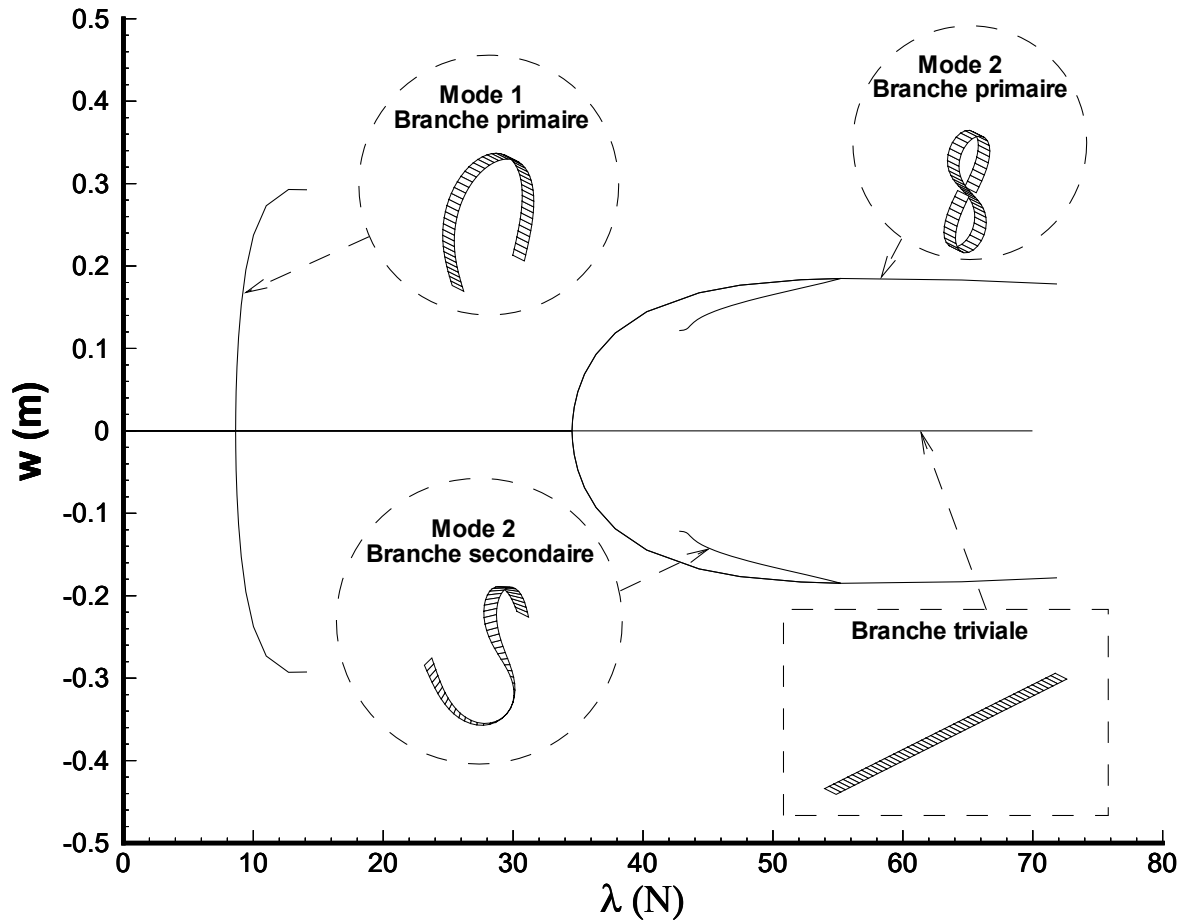 0.5
0.4
0.3
0.2
0.1
0
-0.1
-0.2
-0.3
-0.4
-0.5
w (m)
Mode 1
Branche primaire
Mode 2
Branche primaire
Mode 2
Branche secondaire
Branche triviale
0 10 20 30 40 50 60 70 80
λ (N)